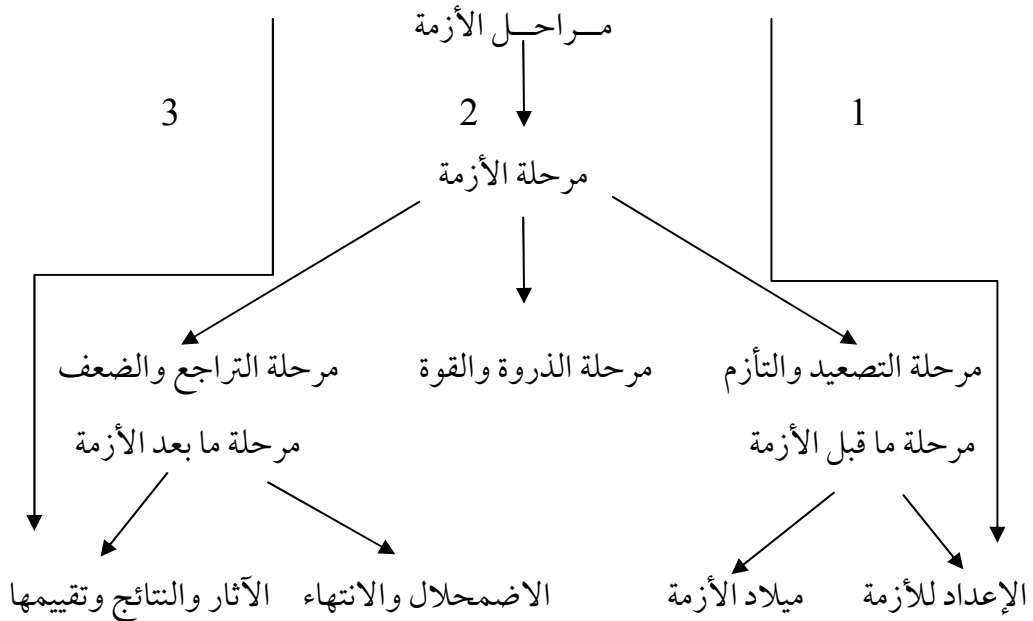 مــراحــل الأزمة
1 2 3
مرحلة الأزمة
مرحلة التصعيد والتأزم مرحلة الذروة والقوة مرحلة التراجع والضعف
مرحلة ما قبل الأزمة مرحلة ما بعد الأزمة
الإعداد للأزمة ميلاد الأزمة الاضمحلال والانتهاء الآثار والنتائج وتقييمها